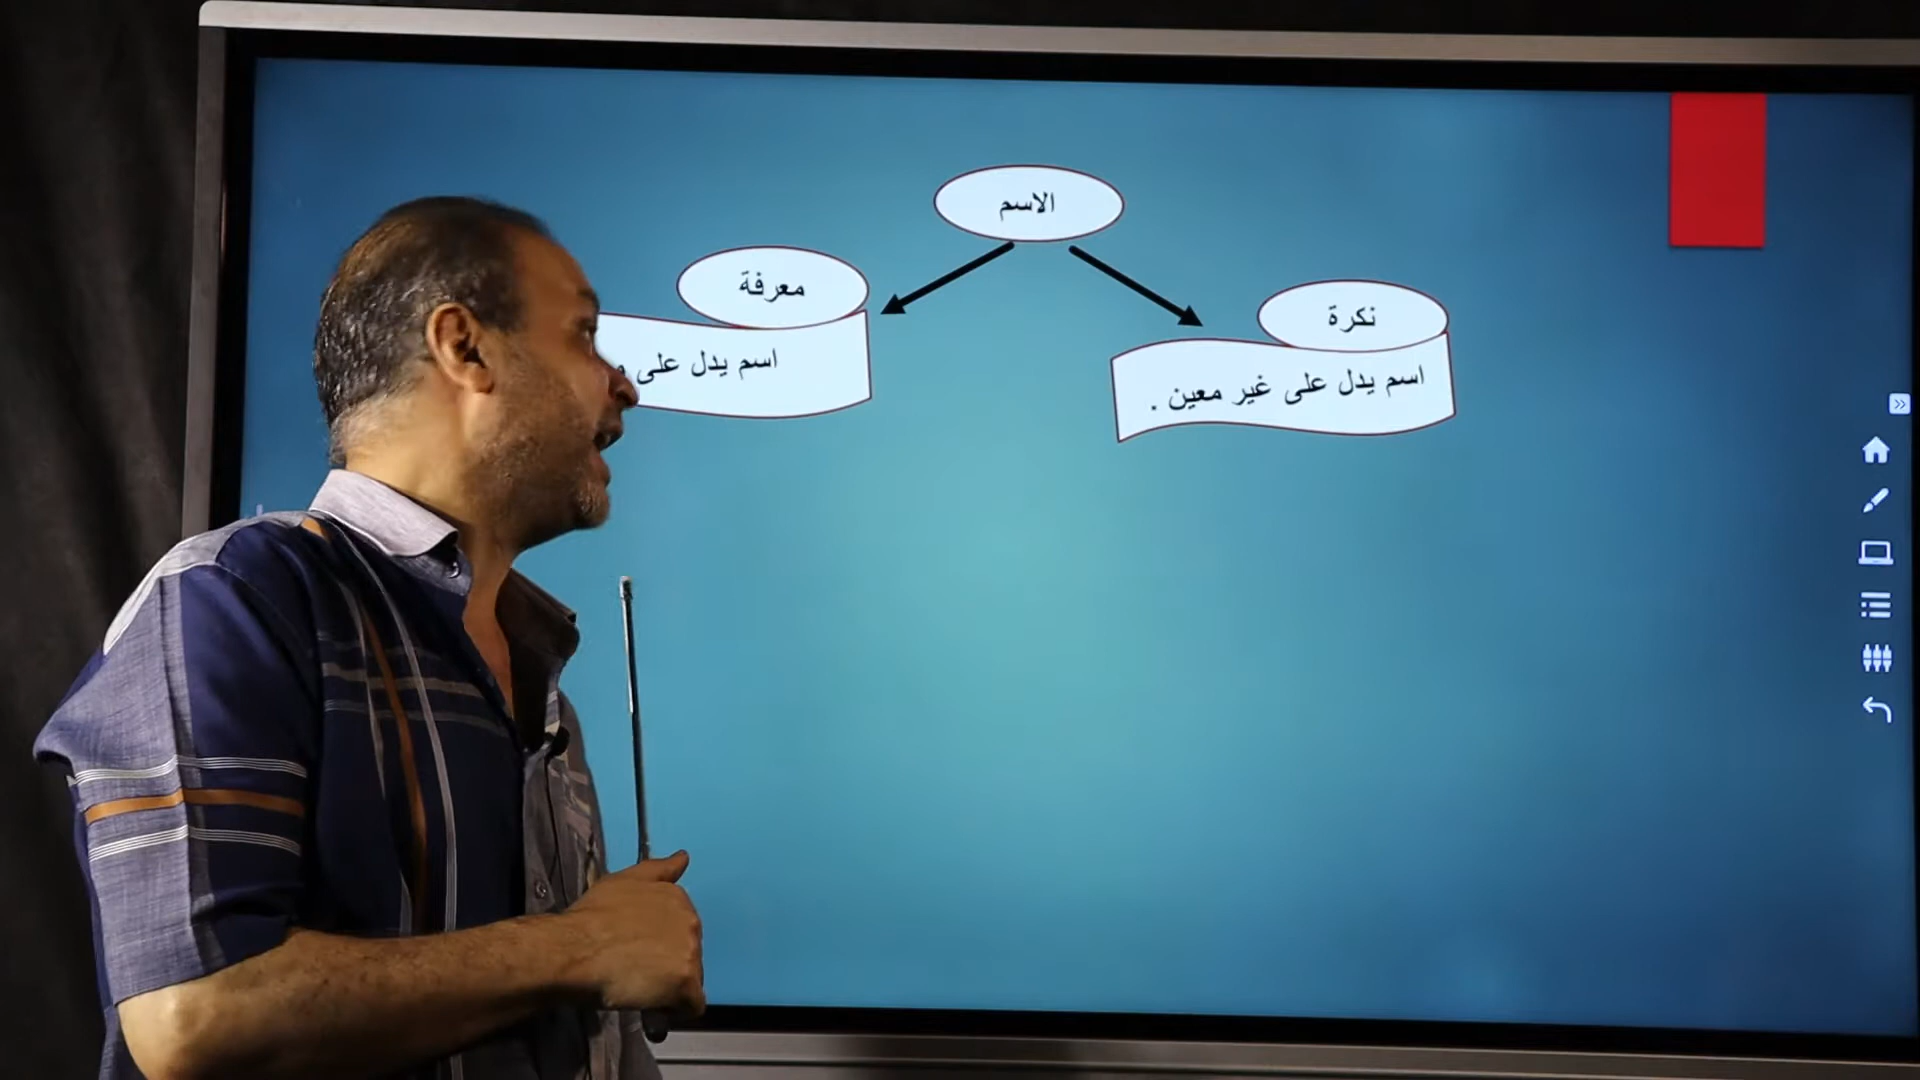 الاسم
نكرة
اسم يدل على غير معين .
معرفة
اسم يدل على